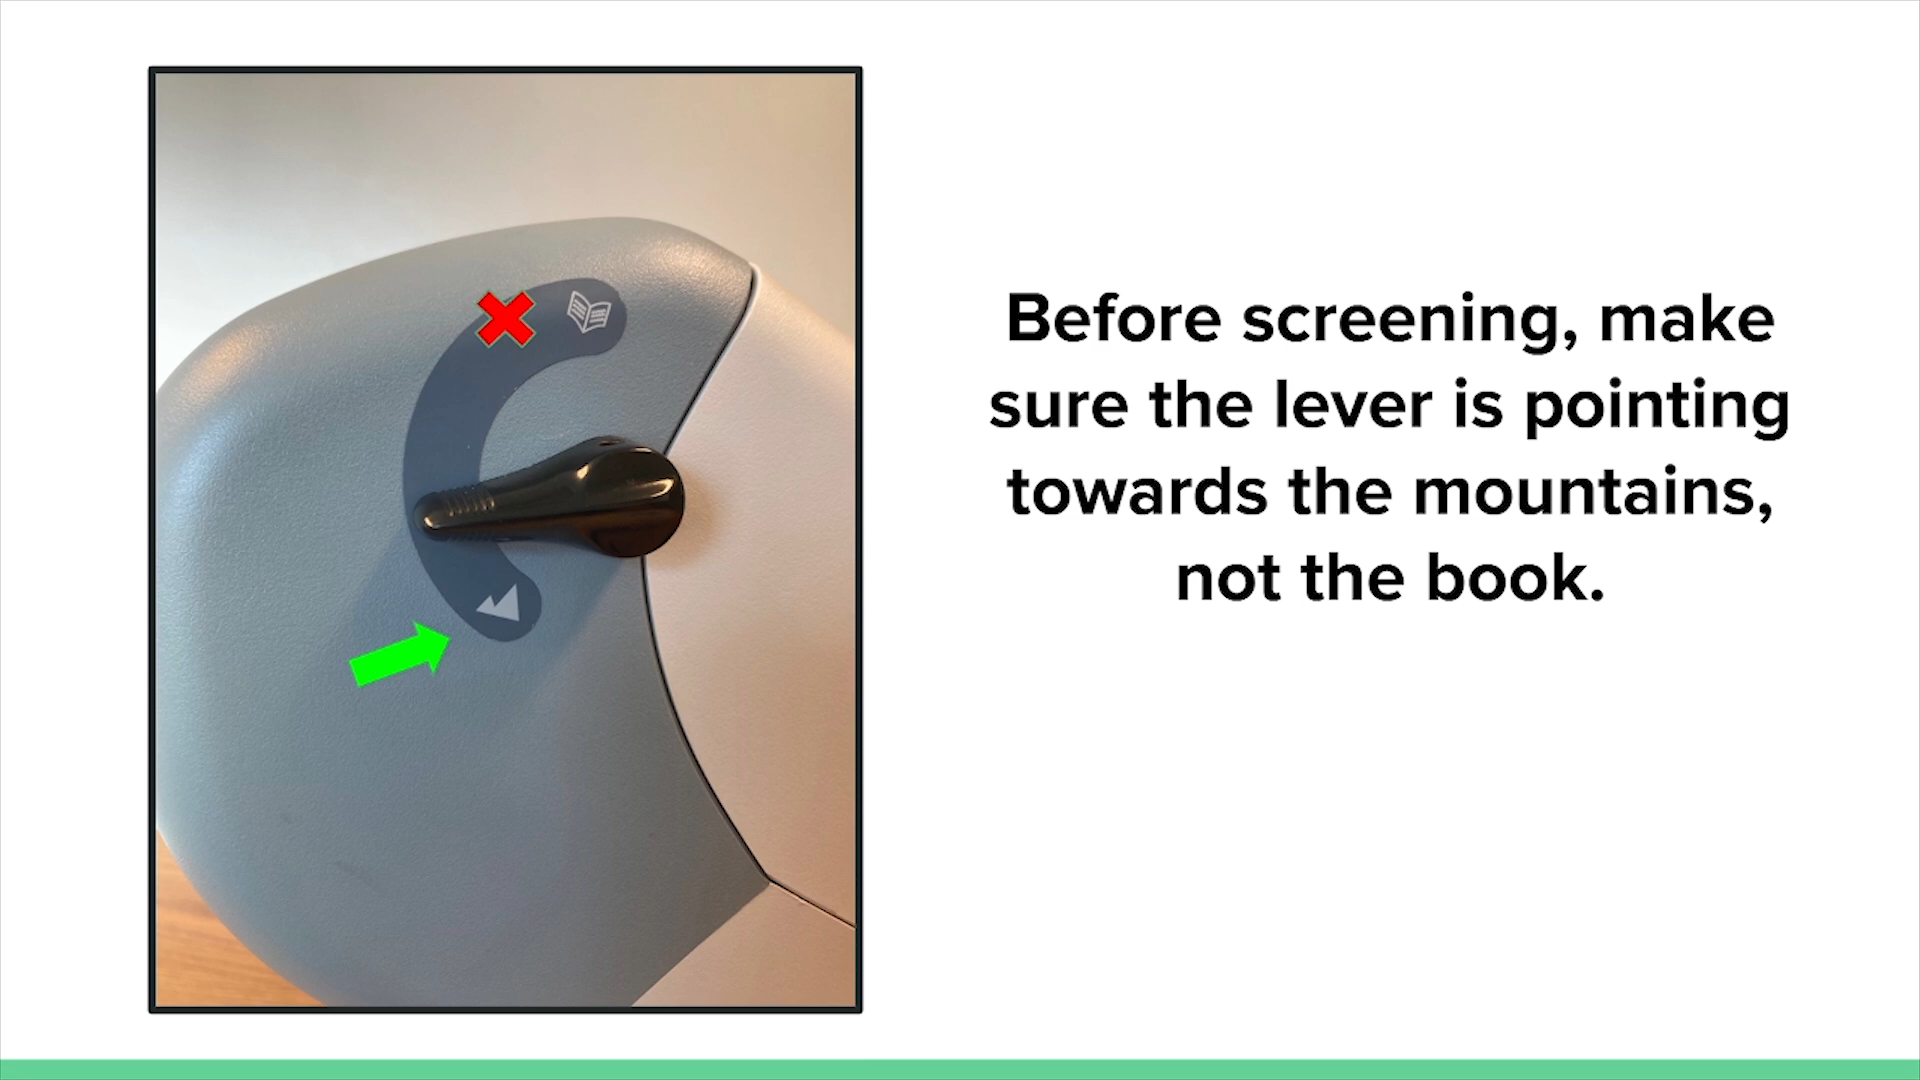 Before screening, make
sure the lever is pointing
towards the mountains,
not the book.